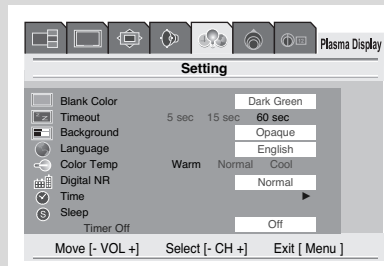 Plasma Display
Setting
Blank Color Dark Green
Timeout 5 sec 15 sec 60 sec
Background Opaque
Language English
Color Temp Warm Normal Cool
Digital NR Normal
Time
Sleep
Timer Off Off
Move [- VOL +] Select [- CH +] Exit [ Menu ]